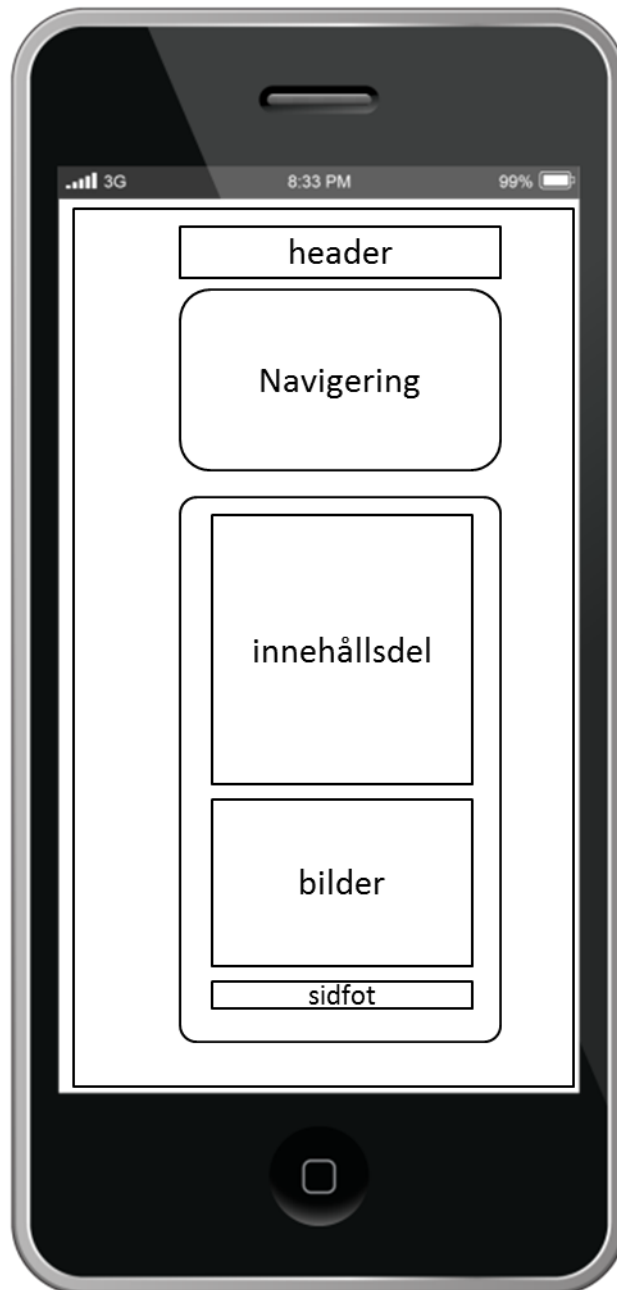 3G 8:33 PM 99%
header
Navigering
innehållsdel
bilder
sidfot